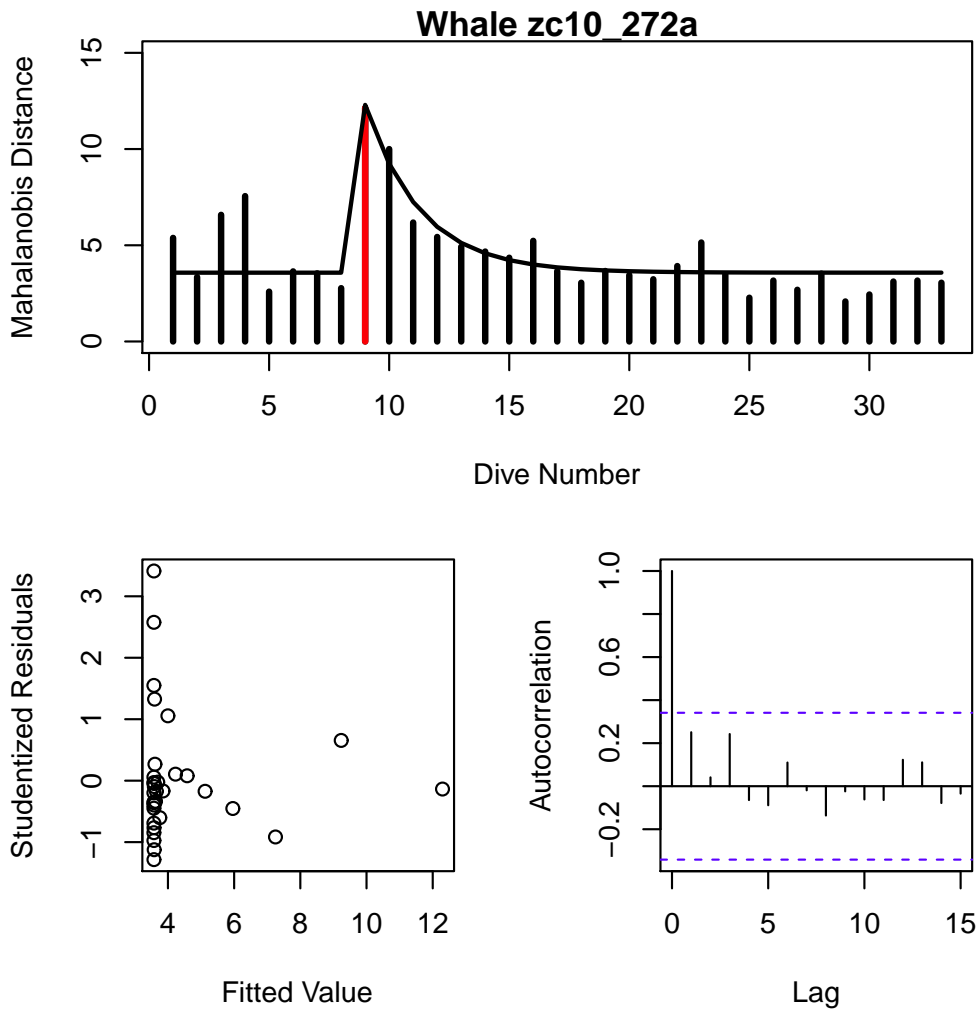 Whale zc10_272a
Mahalanobis Distance
15
10
5
0
0 5 10 15 20 25 30
Dive Number
Studentized Residuals
3
2
1
0
−1
4 6 8 10 12
Fitted Value
Autocorrelation
1.0
0.6
0.2
−0.2
0 5 10 15
Lag